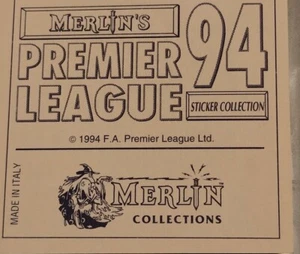 MERLIN'S
PREMIER
LEAGUE
94
STICKER COLLECTION
© 1994 F.A. Premier League Ltd.
MADE IN ITALY
MERLIN
COLLECTIONS